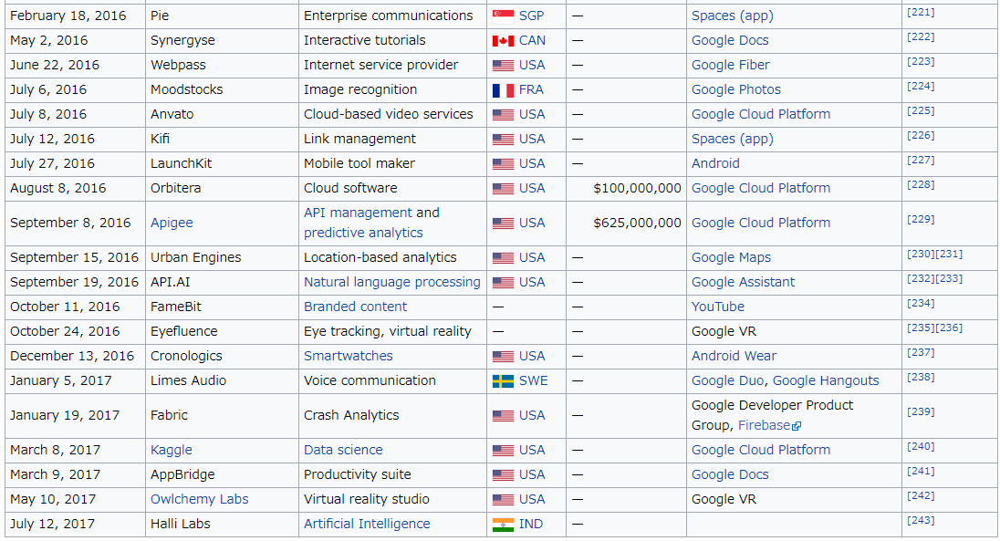 February 18, 2016 Pie Enterprise communications SGP — Spaces (app) [221]
May 2, 2016 Synergyse Interactive tutorials CAN — Google Docs [222]
June 22, 2016 Webpass Internet service provider USA — Google Fiber [223]
July 6, 2016 Moodstocks Image recognition FRA — Google Photos [224]
July 8, 2016 Anvato Cloud-based video services USA — Google Cloud Platform [225]
July 12, 2016 Kifi Link management USA — Spaces (app) [226]
July 27, 2016 LaunchKit Mobile tool maker USA — Android [227]
August 8, 2016 Orbitera Cloud software USA $100,000,000 Google Cloud Platform [228]
September 8, 2016 Apigee API management and
predictive analytics USA $625,000,000 Google Cloud Platform [229]
September 15, 2016 Urban Engines Location-based analytics USA — Google Maps [230][231]
September 19, 2016 API.AI Natural language processing USA — Google Assistant [232][233]
October 11, 2016 FameBit Branded content — — YouTube [234]
October 24, 2016 Eyefluence Eye tracking, virtual reality — — Google VR [235][236]
December 13, 2016 Cronologics Smartwatches USA — Android Wear [237]
January 5, 2017 Limes Audio Voice communication SWE — Google Duo, Google Hangouts [238]
January 19, 2017 Fabric Crash Analytics USA — Google Developer Product
Group, Firebase [239]
March 8, 2017 Kaggle Data science USA — Google Cloud Platform [240]
March 9, 2017 AppBridge Productivity suite USA — Google Docs [241]
May 10, 2017 Owlchemy Labs Virtual reality studio USA — Google VR [242]
July 12, 2017 Halli Labs Artificial Intelligence IND — [243]